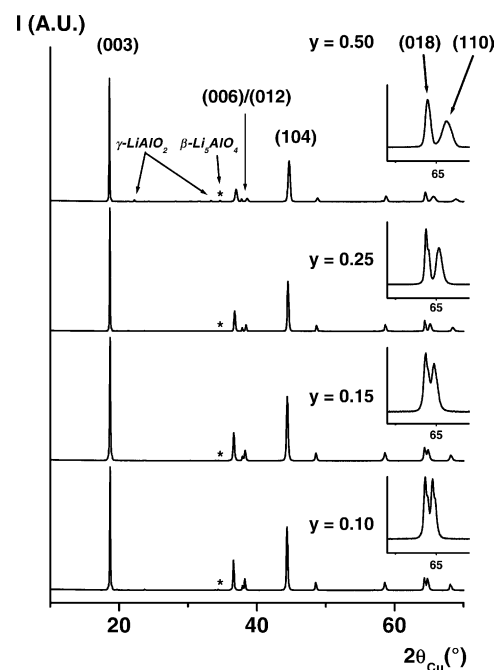 I (A.U.)
(003)
y = 0.50
(018)
(110)
(006)/(012)
(104)
γ-LiAlO2
β-Li5AlO4
*
65
y = 0.25
*
65
y = 0.15
*
65
y = 0.10
*
65
20
40
60
2θCu(°)